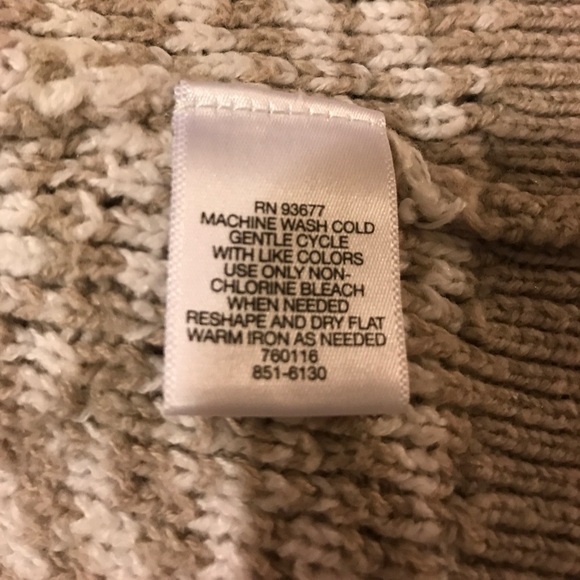 RN 93677
MACHINE WASH COLD
GENTLE CYCLE
WITH LIKE COLORS
USE ONLY NON-
CHLORINE BLEACH
WHEN NEEDED
RESHAPE AND DRY FLAT
WARM IRON AS NEEDED
760116
851-6130